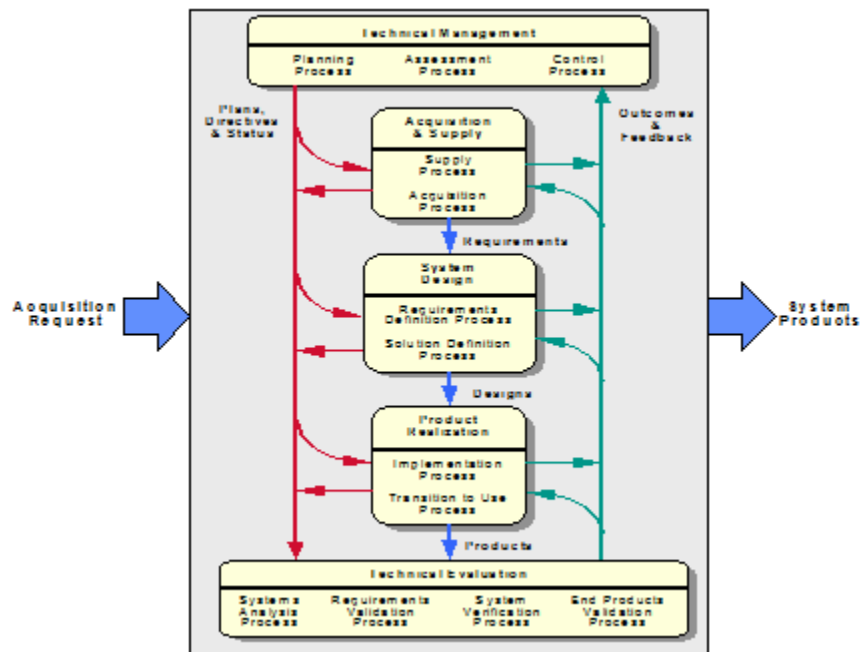 Technical Management
Planning
Process
Assessment
Process
Control
Process
Plans,
Directives
& Status
Outcomes
&
Feedback
Acquisition
& Supply
Supply
Process
Acquisition
Process
Requirements
System
Design
Requirements
Definition Process
Solution Definition
Process
Acquisition
Request
System
Products
Designs
Product
Realization
Implementation
Process
Transition to Use
Process
Products
Technical Evaluation
Systems
Analysis
Process
Requirements
Validation
Process
System
Verification
Process
End Products
Validation
Process